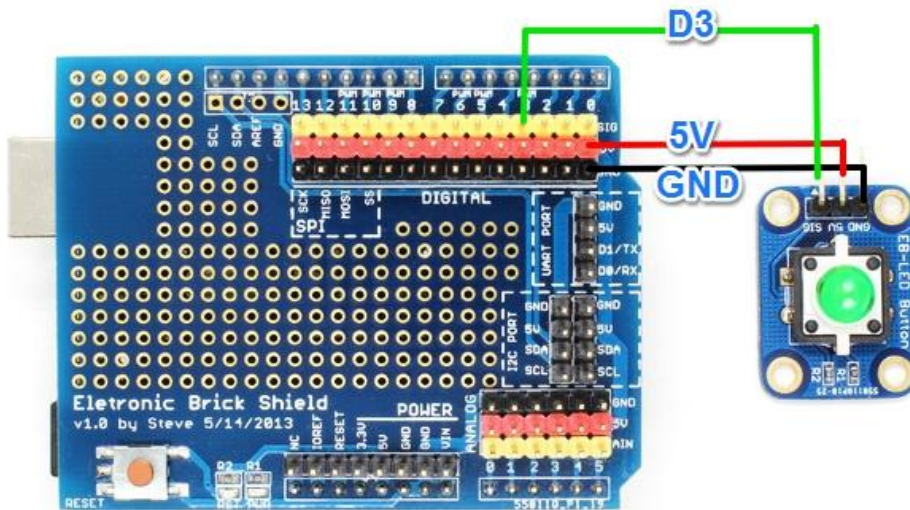 D3
5V
GND
PWM PWM PWM PWM PWM PWM
13 12 11 10 9 8 7 6 5 4 3 2 1 0
SIG
SCL
SDA
AREF
GND
DIGITAL
SCK
MISO
MOSI
SS
SPI
UART PORT
GND
5V
D1/TX
D0/RX
I2C PORT
GND GND
5V 5V
SDA SDA
SCL SCL
Eletronic Brick Shield
v1.0 by Steve 5/14/2013
POWER
NC
IOREF
RESET
3.3V
5V
GND
GND
VIN
ANALOG
GND
5V
AIN
0 1 2 3 4 5
R2 R1
RESET
RST PWR
SIG 5V GND
EB-LED Button
R2 R1